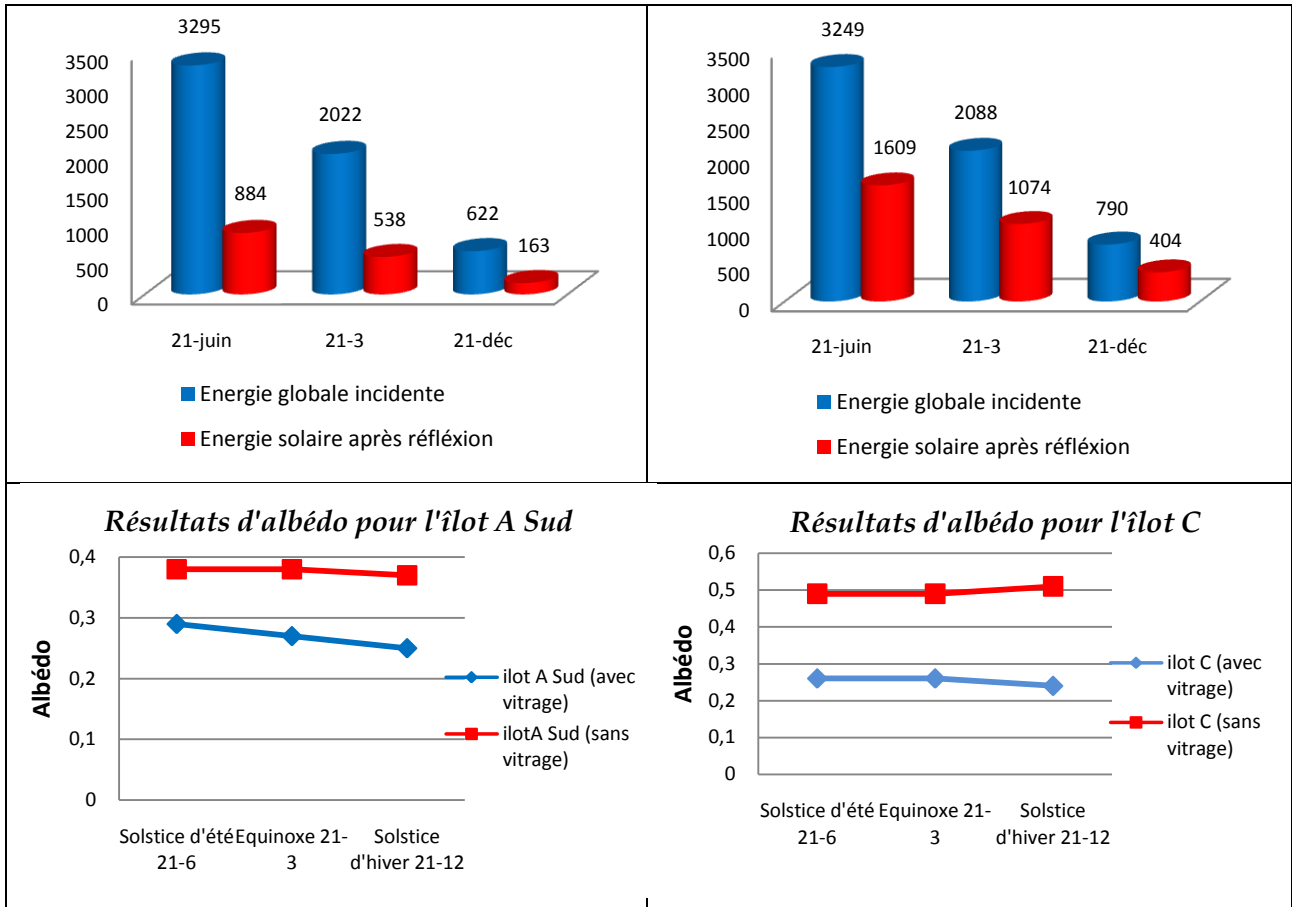 3295
3500
3000
2500
2000
1500
1000
500
0
884
2022
538
622
163
21-juin 21-3 21-déc
Energie globale incidente
Energie solaire après réfléxion
3249
3500
3000
2500
2000
1500
1000
500
0
1609
2088
1074
790
404
21-juin 21-3 21-déc
Energie globale incidente
Energie solaire après réfléxion
Résultats d'albédo pour l'îlot A Sud
0,4
0,3
0,2
0,1
0
Albédo
Solstice d'été
21-6
Equinoxe 21-
3
Solstice
d'hiver 21-12
ilot A Sud (avec
vitrage)
ilotA Sud (sans
vitrage)
Résultats d'albédo pour l'îlot C
0,6
0,5
0,4
0,3
0,2
0,1
0
Albédo
Solstice d'été
21-6
Equinoxe 21-
3
Solstice
d'hiver 21-12
ilot C (avec
vitrage)
ilot C (sans
vitrage)